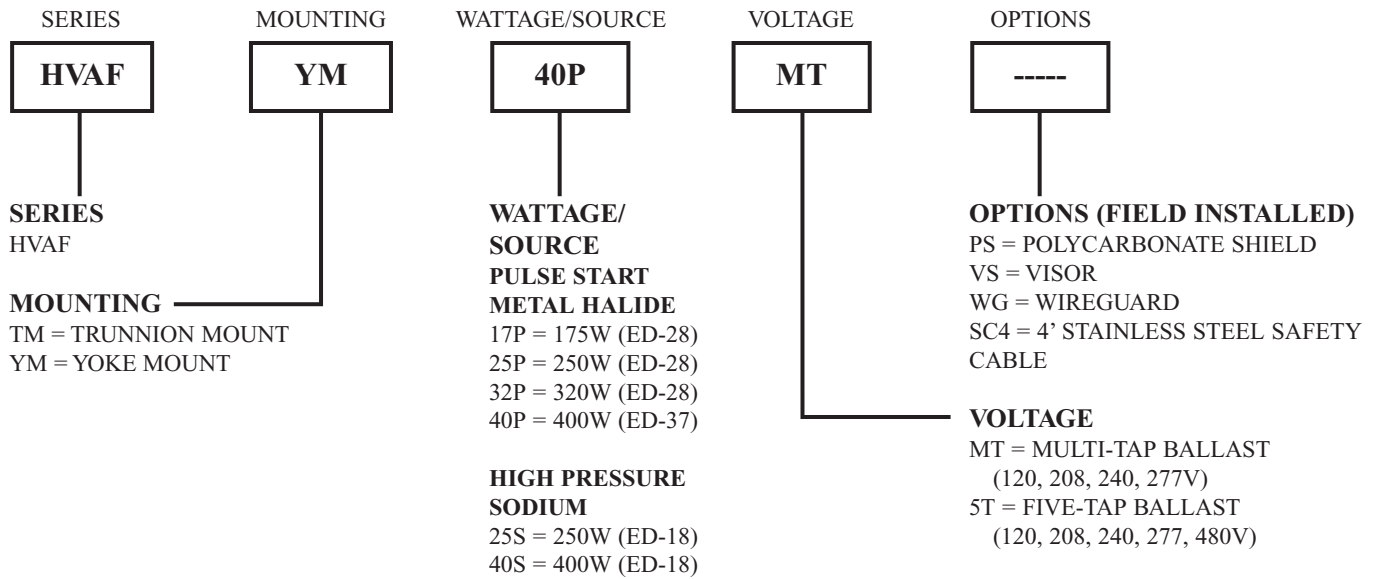 SERIES
MOUNTING
WATTAGE/SOURCE
VOLTAGE
OPTIONS
HVAF
YM
40P
MT
-----
SERIES
HVAF
MOUNTING
TM = TRUNNION MOUNT
YM = YOKE MOUNT
WATTAGE/
SOURCE
PULSE START
METAL HALIDE
17P = 175W (ED-28)
25P = 250W (ED-28)
32P = 320W (ED-28)
40P = 400W (ED-37)
HIGH PRESSURE
SODIUM
25S = 250W (ED-18)
40S = 400W (ED-18)
OPTIONS (FIELD INSTALLED)
PS = POLYCARBONATE SHIELD
VS = VISOR
WG = WIREGUARD
SC4 = 4’ STAINLESS STEEL SAFETY
CABLE
VOLTAGE
MT = MULTI-TAP BALLAST
(120, 208, 240, 277V)
5T = FIVE-TAP BALLAST
(120, 208, 240, 277, 480V)